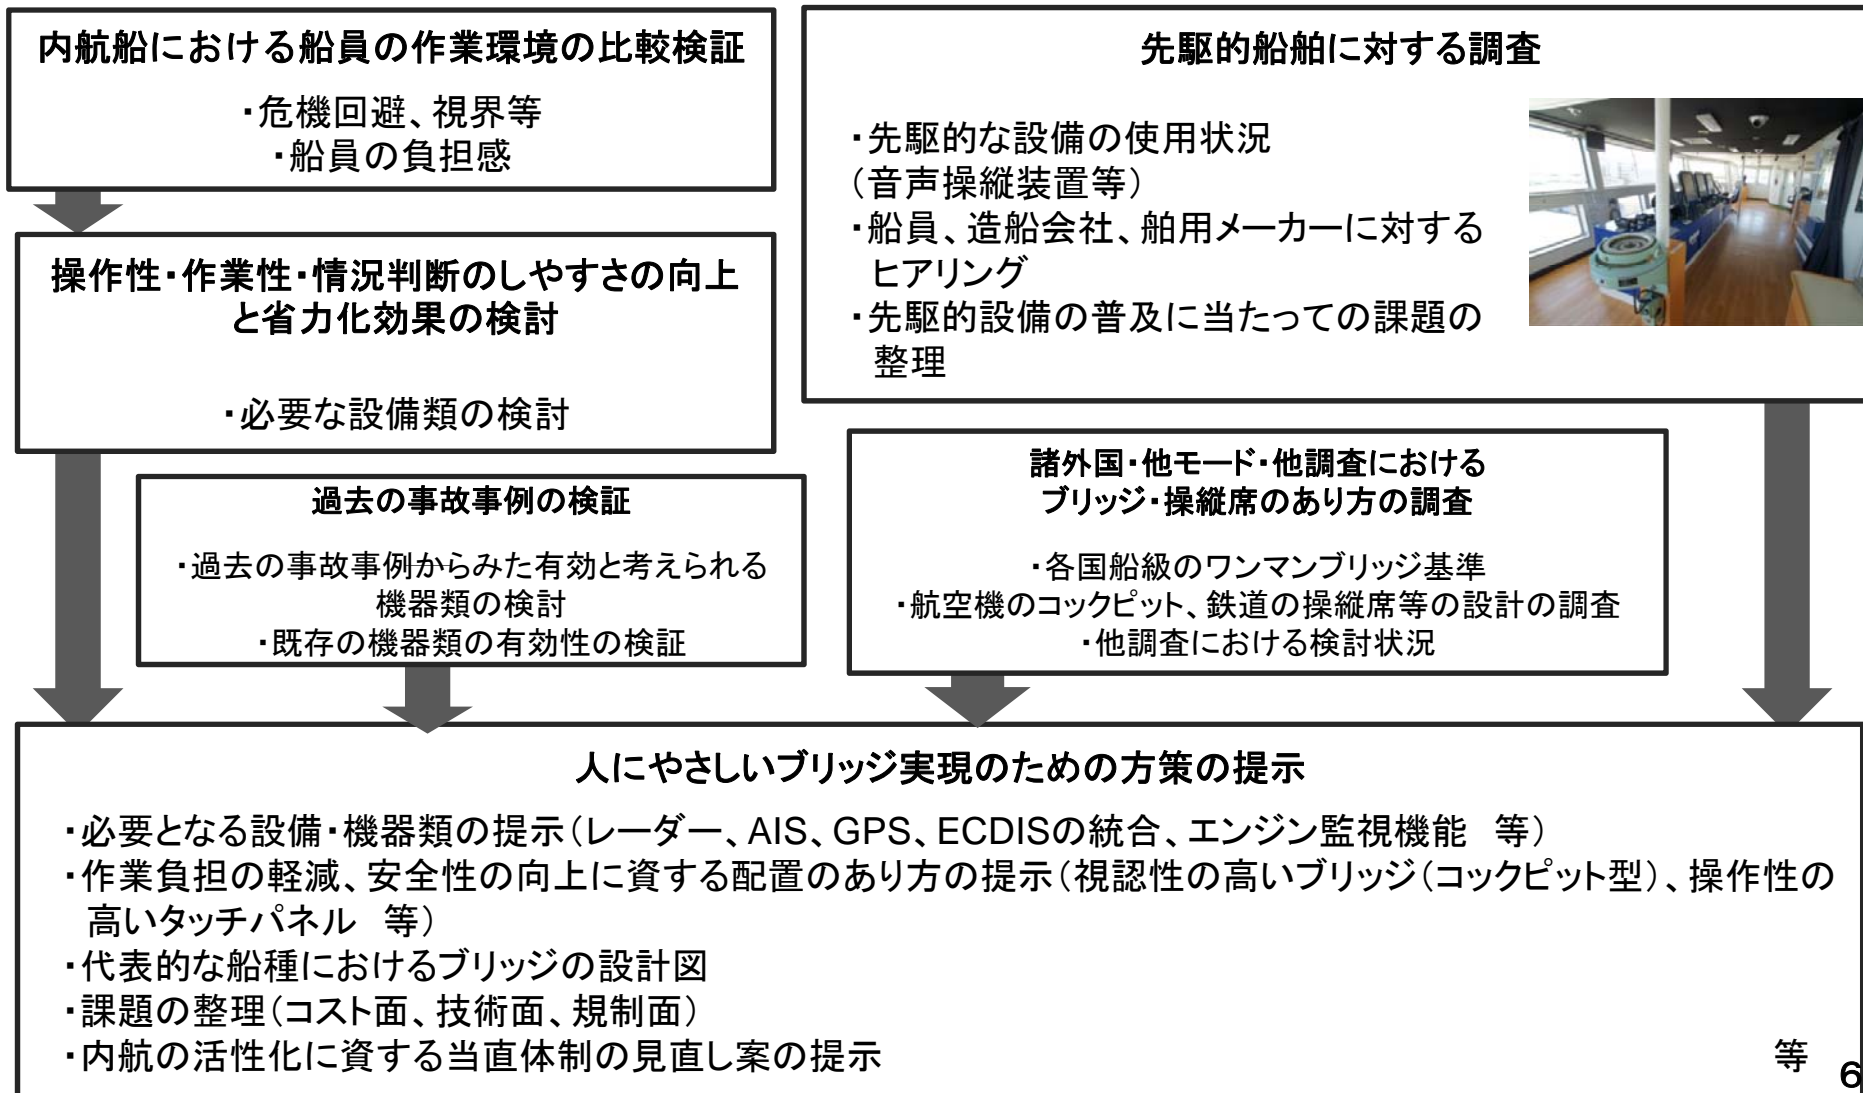 内航船における船員の作業環境の比較検証
・危機回避、視界等
・船員の負担感
操作性・作業性・情況判断のしやすさの向上
と省力化効果の検討
・必要な設備類の検討
過去の事故事例の検証
・過去の事故事例からみた有効と考えられる
機器類の検討
・既存の機器類の有効性の検証
先駆的船舶に対する調査
・先駆的な設備の使用状況
（音声操縦装置等）
・船員、造船会社、舶用メーカーに対する
ヒアリング
・先駆的設備の普及に当たっての課題の
整理
諸外国・他モード・他調査における
ブリッジ・操縦席のあり方の調査
・各国船級のワンマンブリッジ基準
・航空機のコックピット、鉄道の操縦席等の設計の調査
・他調査における検討状況
人にやさしいブリッジ実現のための方策の提示
・必要となる設備・機器類の提示（レーダー、AIS、GPS、ECDISの統合、エンジン監視機能　等）
・作業負担の軽減、安全性の向上に資する配置のあり方の提示（視認性の高いブリッジ（コックピット型）、操作性の
高いタッチパネル　等）
・代表的な船種におけるブリッジの設計図
・課題の整理（コスト面、技術面、規制面）
・内航の活性化に資する当直体制の見直し案の提示
等
6